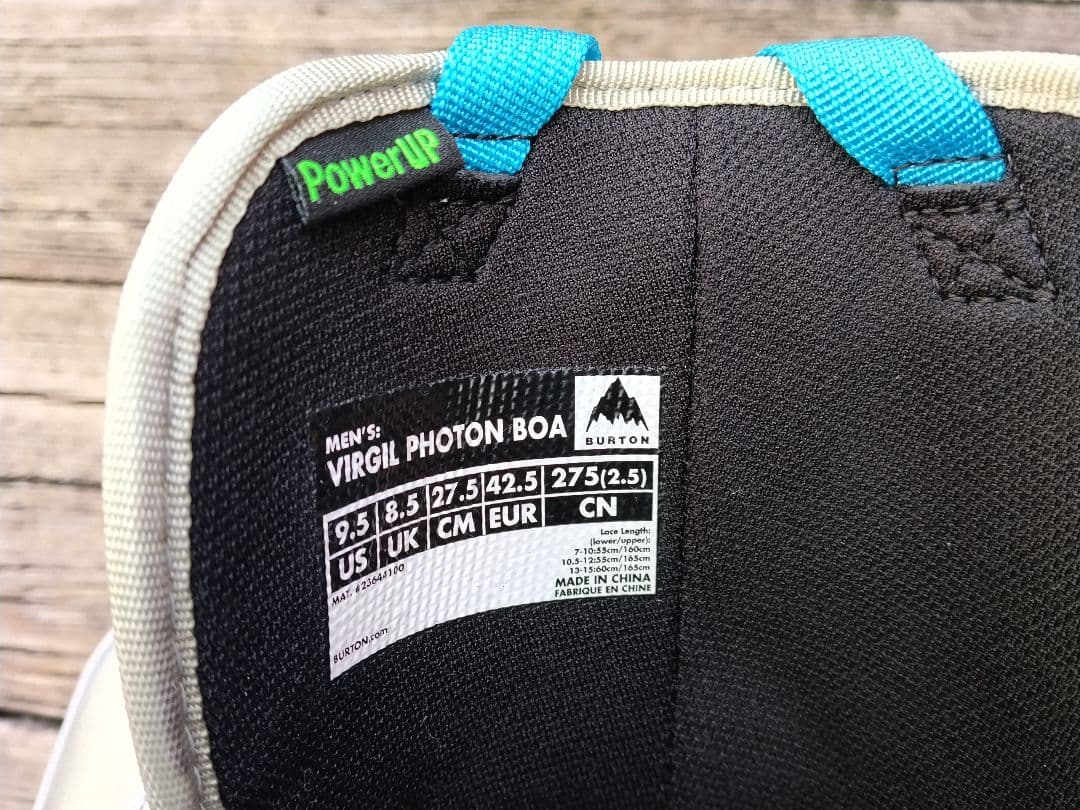 PowerUP
MEN'S:
VIRGIL PHOTON BOA
BURTON
9.5 8.5 27.5 42.5 275(2.5)
US UK CM EUR CN
MAT. #23644100
Lace Length:
(lower/upper):
7-10:55cm/160cm
10.5-12:55cm/165cm
13-15:60cm/165cm
MADE IN CHINA
FABRIQUE EN CHINE
BURTON.com